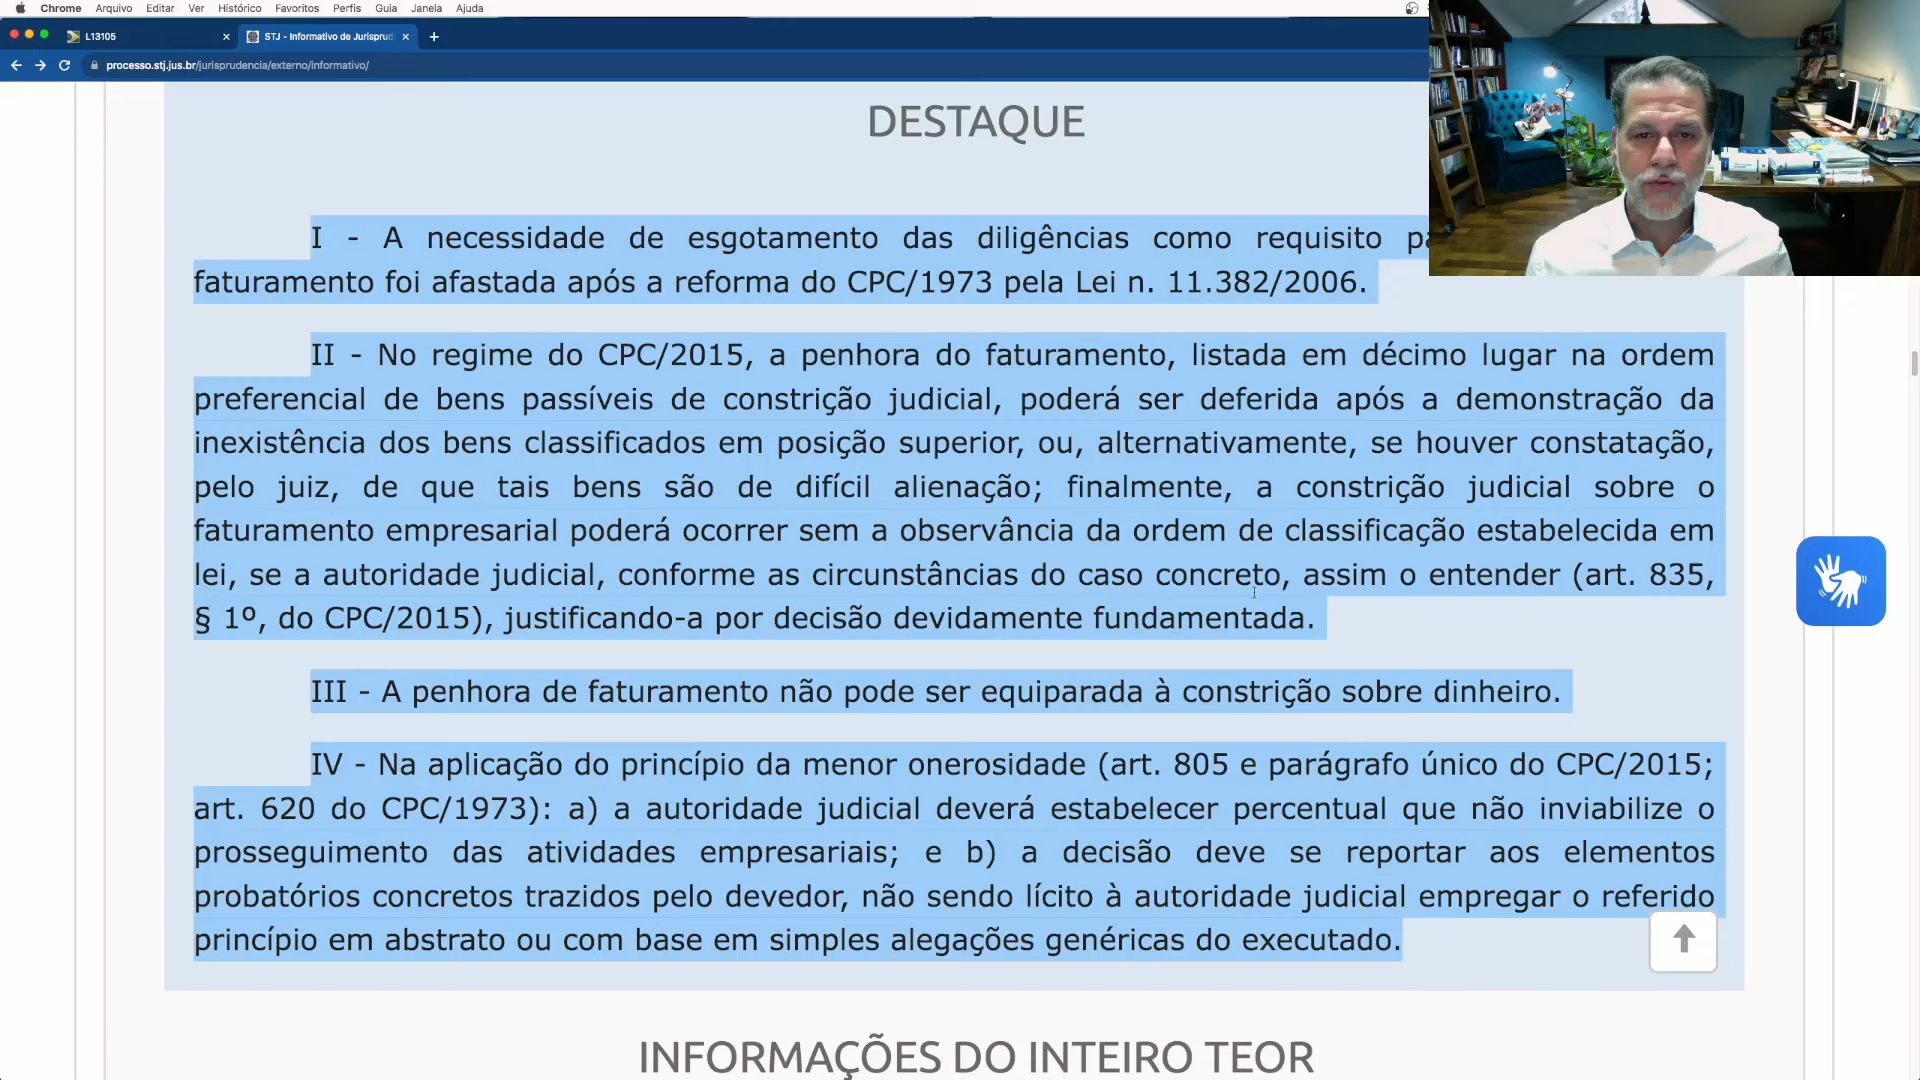 Chrome Arquivo Editar Ver Histórico Favoritos Perfis Guia Janela Ajuda
L13105
STJ - Informativo de Jurisprud
processo.stj.jus.br/jurisprudencia/externo/informativo/
DESTAQUE
I - A necessidade de esgotamento das diligências como requisito
faturamento foi afastada após a reforma do CPC/1973 pela Lei n. 11.382/2006.
II - No regime do CPC/2015, a penhora do faturamento, listada em décimo lugar na ordem
preferencial de bens passíveis de constrição judicial, poderá ser deferida após a demonstração da
inexistência dos bens classificados em posição superior, ou, alternativamente, se houver constatação,
pelo juiz, de que tais bens são de difícil alienação; finalmente, a constrição judicial sobre o
faturamento empresarial poderá ocorrer sem a observância da ordem de classificação estabelecida em
lei, se a autoridade judicial, conforme as circunstâncias do caso concreto, assim o entender (art. 835,
§ 1º, do CPC/2015), justificando-a por decisão devidamente fundamentada.
III - A penhora de faturamento não pode ser equiparada à constrição sobre dinheiro.
IV - Na aplicação do princípio da menor onerosidade (art. 805 e parágrafo único do CPC/2015;
art. 620 do CPC/1973): a) a autoridade judicial deverá estabelecer percentual que não inviabilize o
prosseguimento das atividades empresariais; e b) a decisão deve se reportar aos elementos
probatórios concretos trazidos pelo devedor, não sendo lícito à autoridade judicial empregar o referido
princípio em abstrato ou com base em simples alegações genéricas do executado.
INFORMAÇÕES DO INTEIRO TEOR